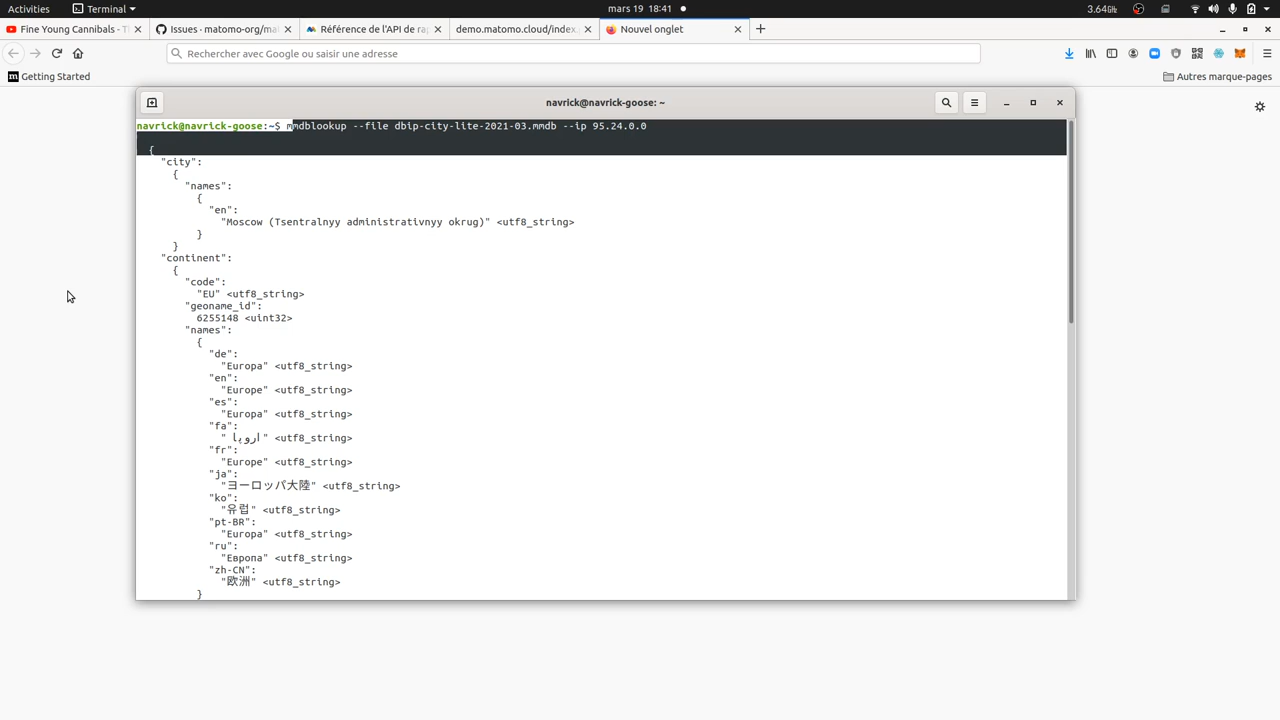 Activities
Terminal
mars 19 18:41
3.64GHz
Fine Young Cannibals - T
Issues · matomo-org/mat
Référence de l'API de rap
demo.matomo.cloud/index.
Nouvel onglet
Rechercher avec Google ou saisir une adresse
Getting Started
Autres marque-pages
navrick@navrick-goose: ~
navrick@navrick-goose:~$ mmdblookup --file dbip-city-lite-2021-03.mmdb --ip 95.24.0.0
{
"city":
{
"names":
{
"en":
"Moscow (Tsentralnyy administrativnyy okrug)" <utf8_string>
}
}
"continent":
{
"code":
"EU" <utf8_string>
"geoname_id":
6255148 <uint32>
"names":
{
"de":
"Europa" <utf8_string>
"en":
"Europe" <utf8_string>
"es":
"Europa" <utf8_string>
"fa":
"اروپا" <utf8_string>
"fr":
"Europe" <utf8_string>
"ja":
"ヨーロッパ大陸" <utf8_string>
"ko":
"유럽" <utf8_string>
"pt-BR":
"Europa" <utf8_string>
"ru":
"Европа" <utf8_string>
"zh-CN":
"欧洲" <utf8_string>
}